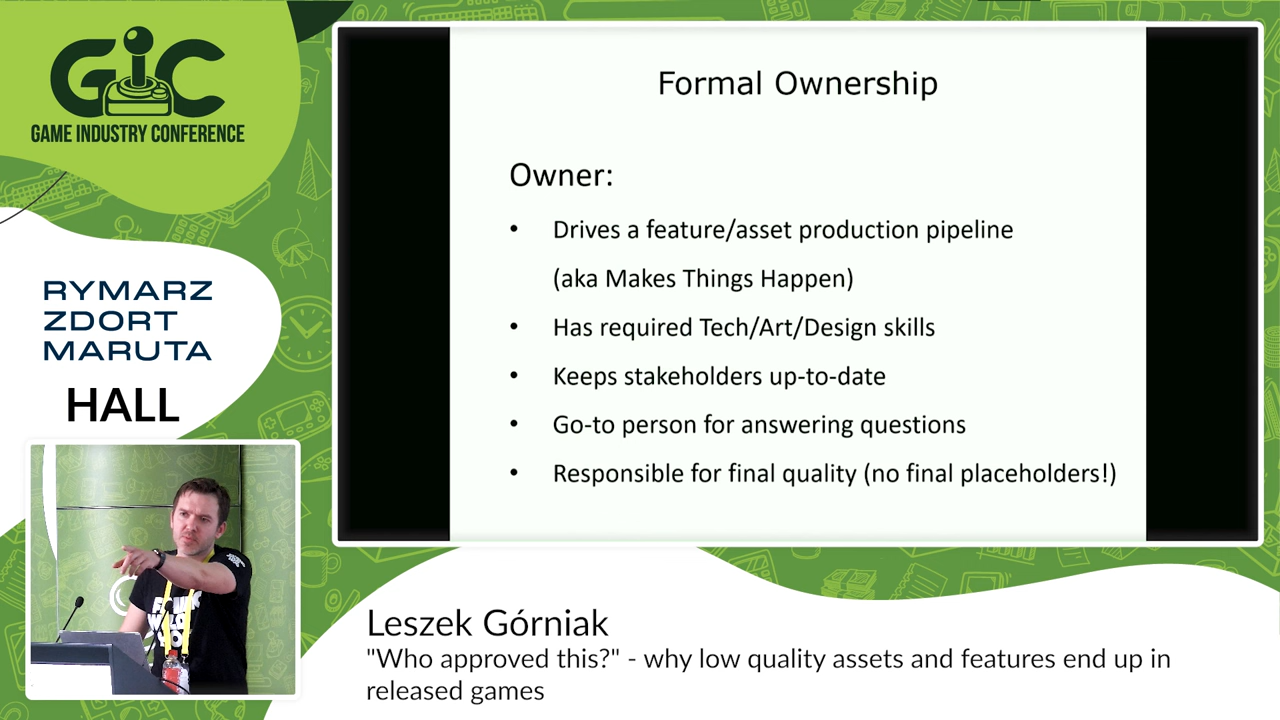 GIC
GAME INDUSTRY CONFERENCE
RYMARZ
ZDORT
MARUTA
HALL
Formal Ownership
Owner:
• Drives a feature/asset production pipeline
(aka Makes Things Happen)
• Has required Tech/Art/Design skills
• Keeps stakeholders up-to-date
• Go-to person for answering questions
• Responsible for final quality (no final placeholders!)
Leszek Górniak
"Who approved this?" - why low quality assets and features end up in
released games